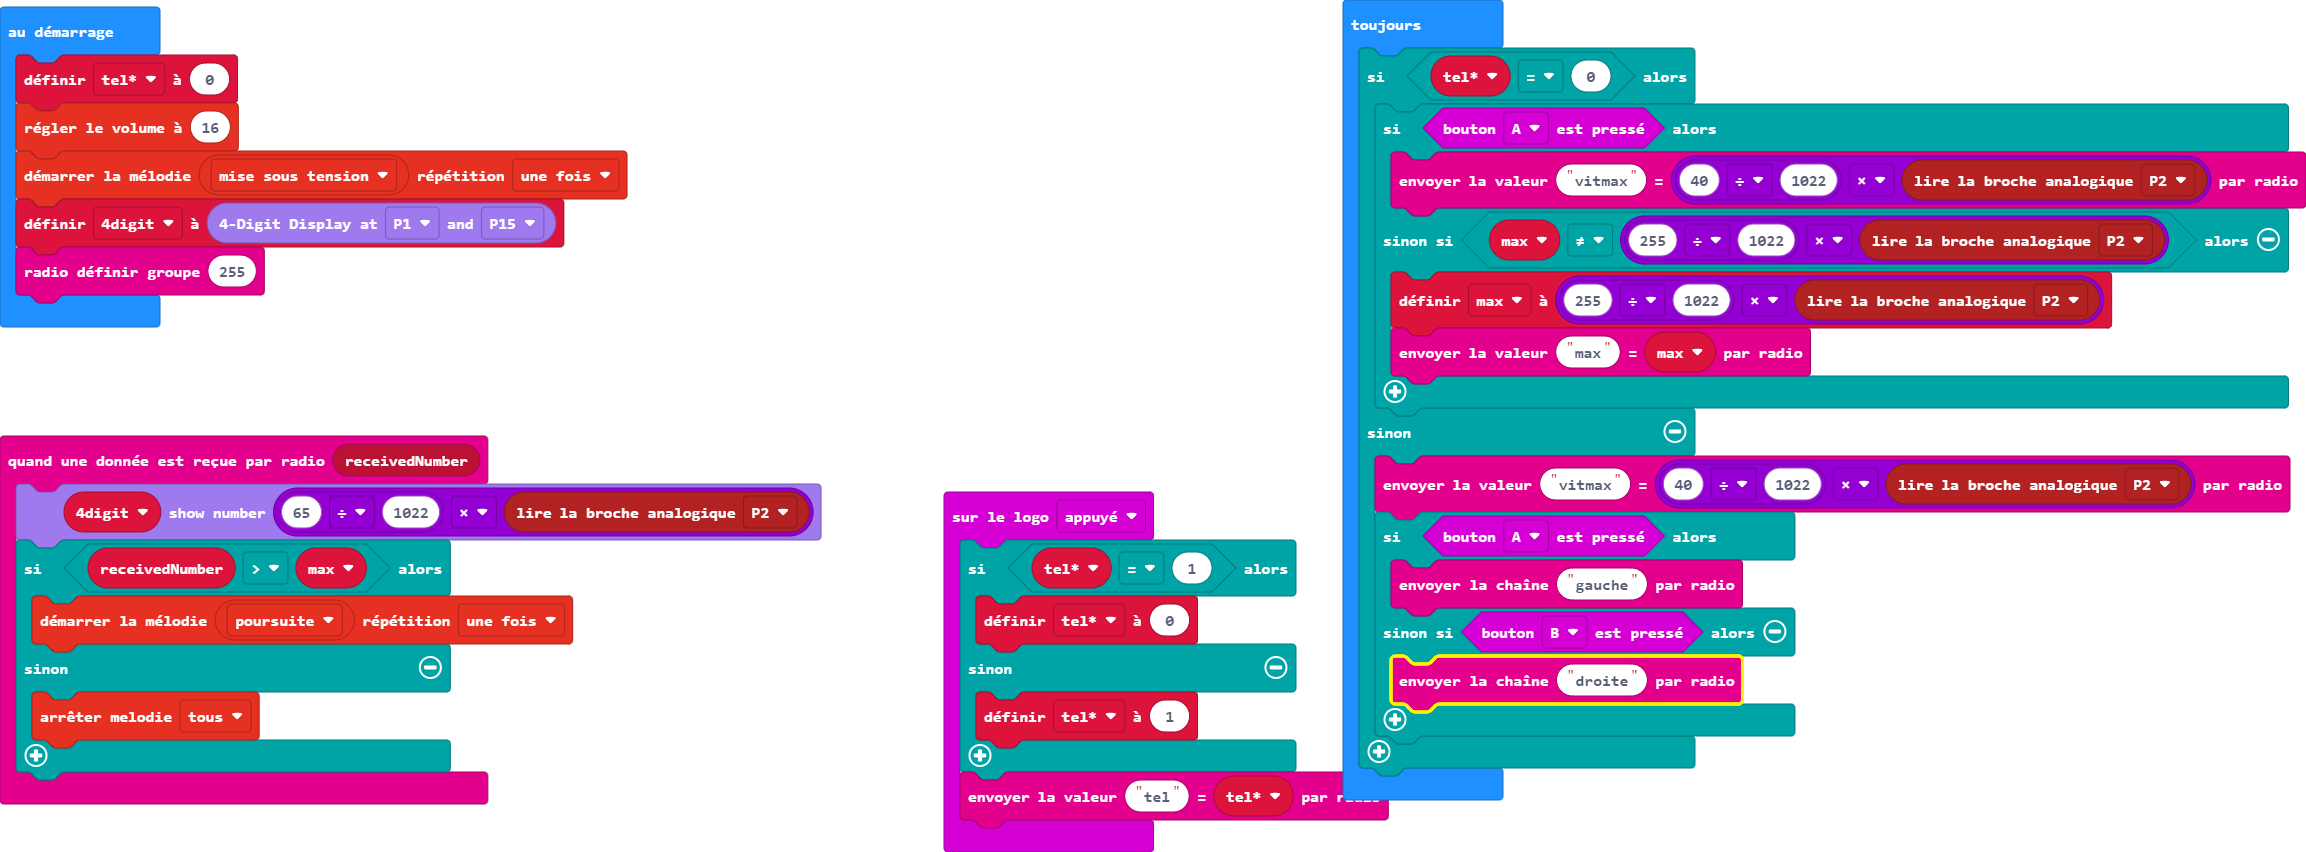 au démarrage
définir tel* à 0
régler le volume à 16
démarrer la mélodie mise sous tension répétition une fois
définir 4digit à 4-Digit Display at P1 and P15
radio définir groupe 255
quand une donnée est reçue par radio receivedNumber
4digit show number 65 ÷ 1022 × lire la broche analogique P2
si receivedNumber > max alors
démarrer la mélodie poursuite répétition une fois
sinon
arrêter melodie tous
sur le logo appuyé
si tel* = 1 alors
définir tel* à 0
sinon
définir tel* à 1
envoyer la valeur "tel" = tel* par
toujours
si tel* = 0 alors
si bouton A est pressé alors
envoyer la valeur "vitmax" = 40 ÷ 1022 × lire la broche analogique P2 par radio
sinon si max ≠ 255 ÷ 1022 × lire la broche analogique P2 alors
définir max à 255 ÷ 1022 × lire la broche analogique P2
envoyer la valeur "max" = max par radio
sinon
envoyer la valeur "vitmax" = 40 ÷ 1022 × lire la broche analogique P2 par radio
si bouton A est pressé alors
envoyer la chaîne "gauche" par radio
sinon si bouton B est pressé alors
envoyer la chaîne "droite" par radio